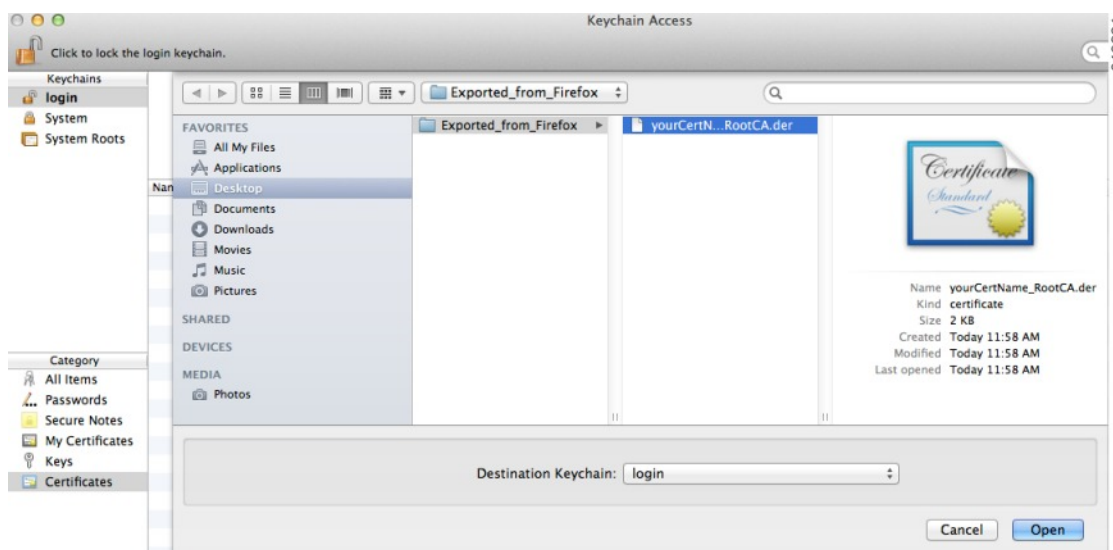 Keychain Access
Click to lock the login keychain.
Keychains
login
System
System Roots
Nan
Exported_from_Firefox
FAVORITES
All My Files
Applications
Desktop
Documents
Downloads
Movies
Music
Pictures
SHARED
DEVICES
MEDIA
Photos
Exported_from_Firefox
yourCertN...RootCA.der
Certificate
Standard
Name yourCertName_RootCA.der
Kind certificate
Size 2 KB
Created Today 11:58 AM
Modified Today 11:58 AM
Last opened Today 11:58 AM
Category
All Items
Passwords
Secure Notes
My Certificates
Keys
Certificates
Destination Keychain: login
Cancel Open